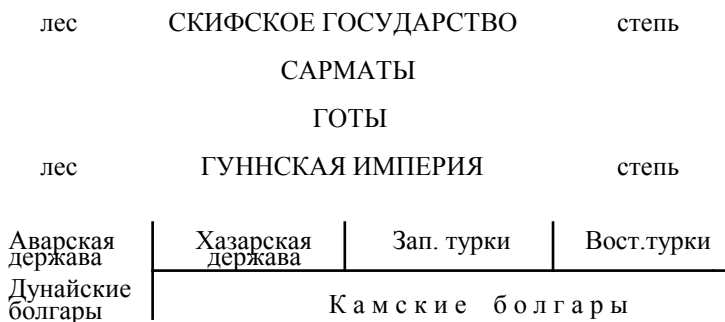 лес СКИФСКОЕ ГОСУДАРСТВО степь
САРМАТЫ
ГОТЫ
лес ГУННСКАЯ ИМПЕРИЯ степь
Аварская держава Хазарская держава Зап. турки Вост.турки
Дунайские болгары Камские болгары